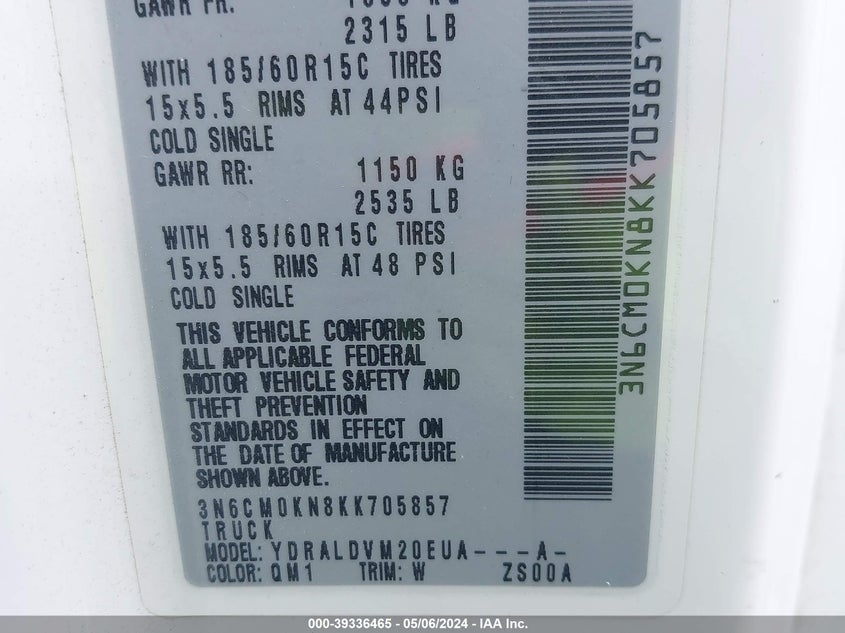 GAWR FR:
2315 LB
WITH 185/60R15C TIRES
15x5.5 RIMS AT 44PSI
COLD SINGLE
GAWR RR: 1150 KG
2535 LB
WITH 185/60R15C TIRES
15x5.5 RIMS AT 48 PSI
COLD SINGLE
THIS VEHICLE CONFORMS TO
ALL APPLICABLE FEDERAL
MOTOR VEHICLE SAFETY AND
THEFT PREVENTION
STANDARDS IN EFFECT ON
THE DATE OF MANUFACTURE
SHOWN ABOVE.
3N6CM0KN8KK705857
TRUCK
MODEL: YDRALDVM20EUA---A-
COLOR: QM1 TRIM: W ZS00A
3N6CM0KN8KK705857
000-39336465 - 05/06/2024 - IAA Inc.